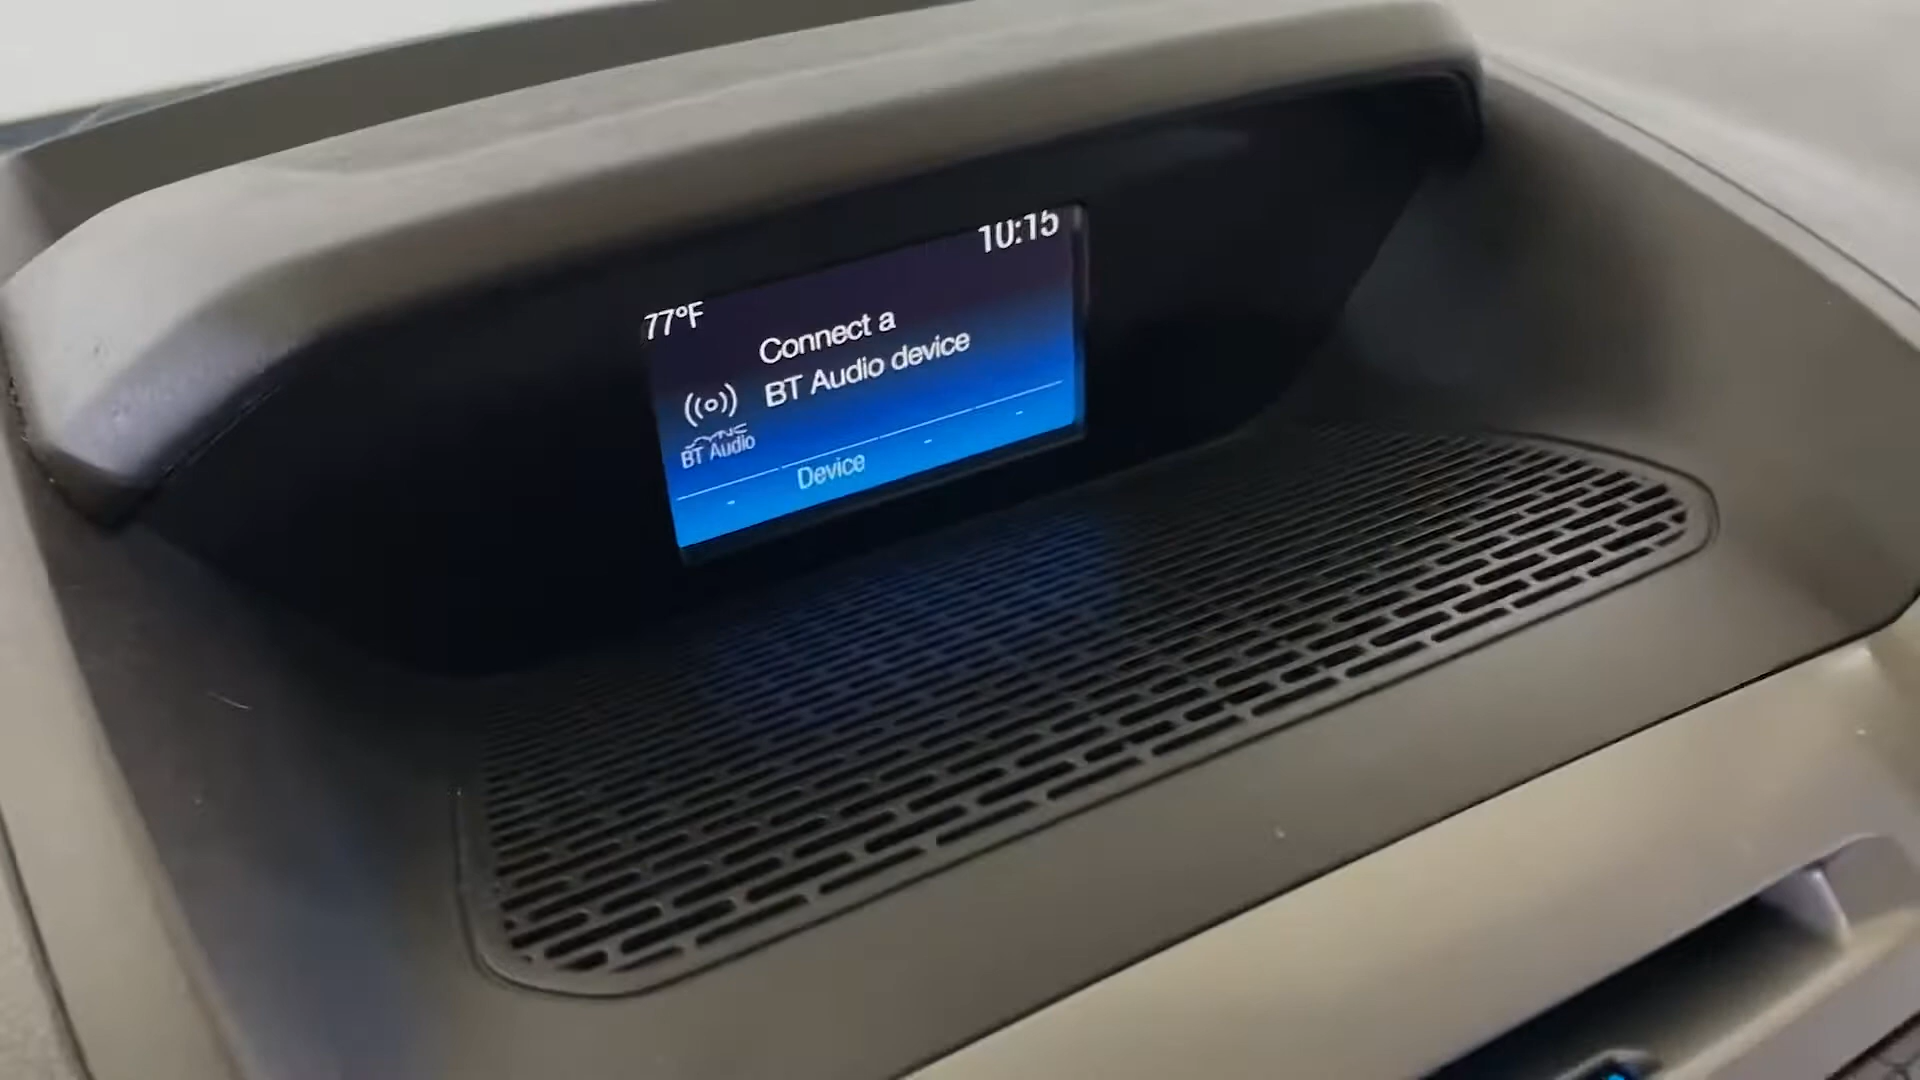 10:15
77°F
Connect a
BT Audio device
SYNC
BT Audio
Device